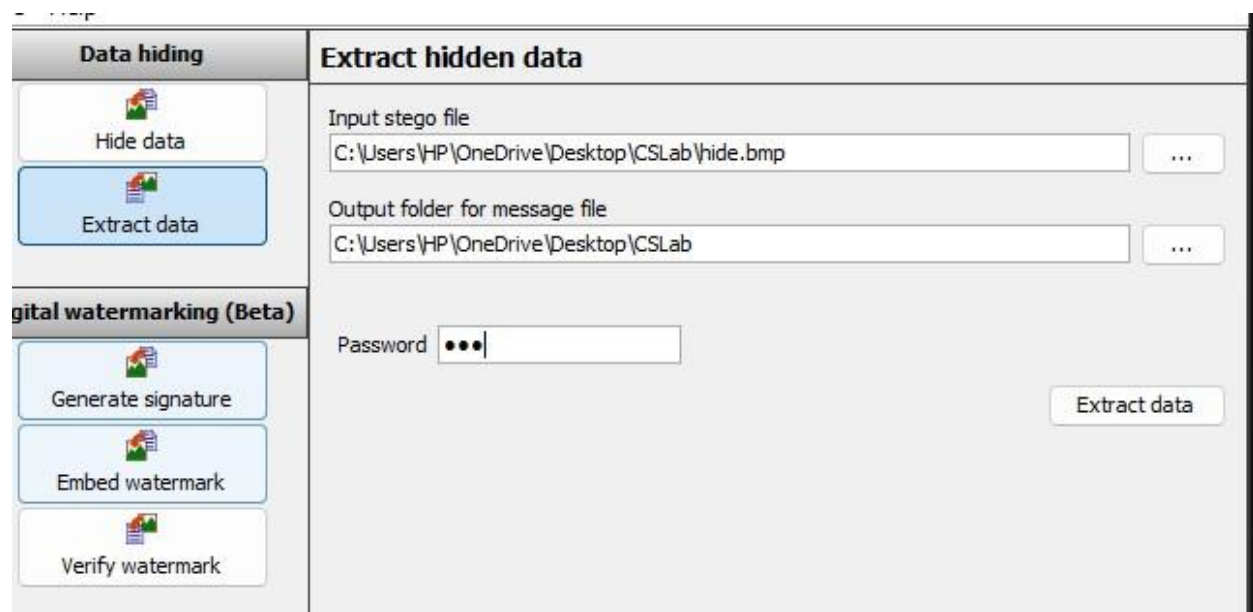 Help
Data hiding
Hide data
Extract data
gital watermarking (Beta)
Generate signature
Embed watermark
Verify watermark
Extract hidden data
Input stego file
C:\Users\HP\OneDrive\Desktop\CSLab\hide.bmp
...
Output folder for message file
C:\Users\HP\OneDrive\Desktop\CSLab
...
Password •••
Extract data